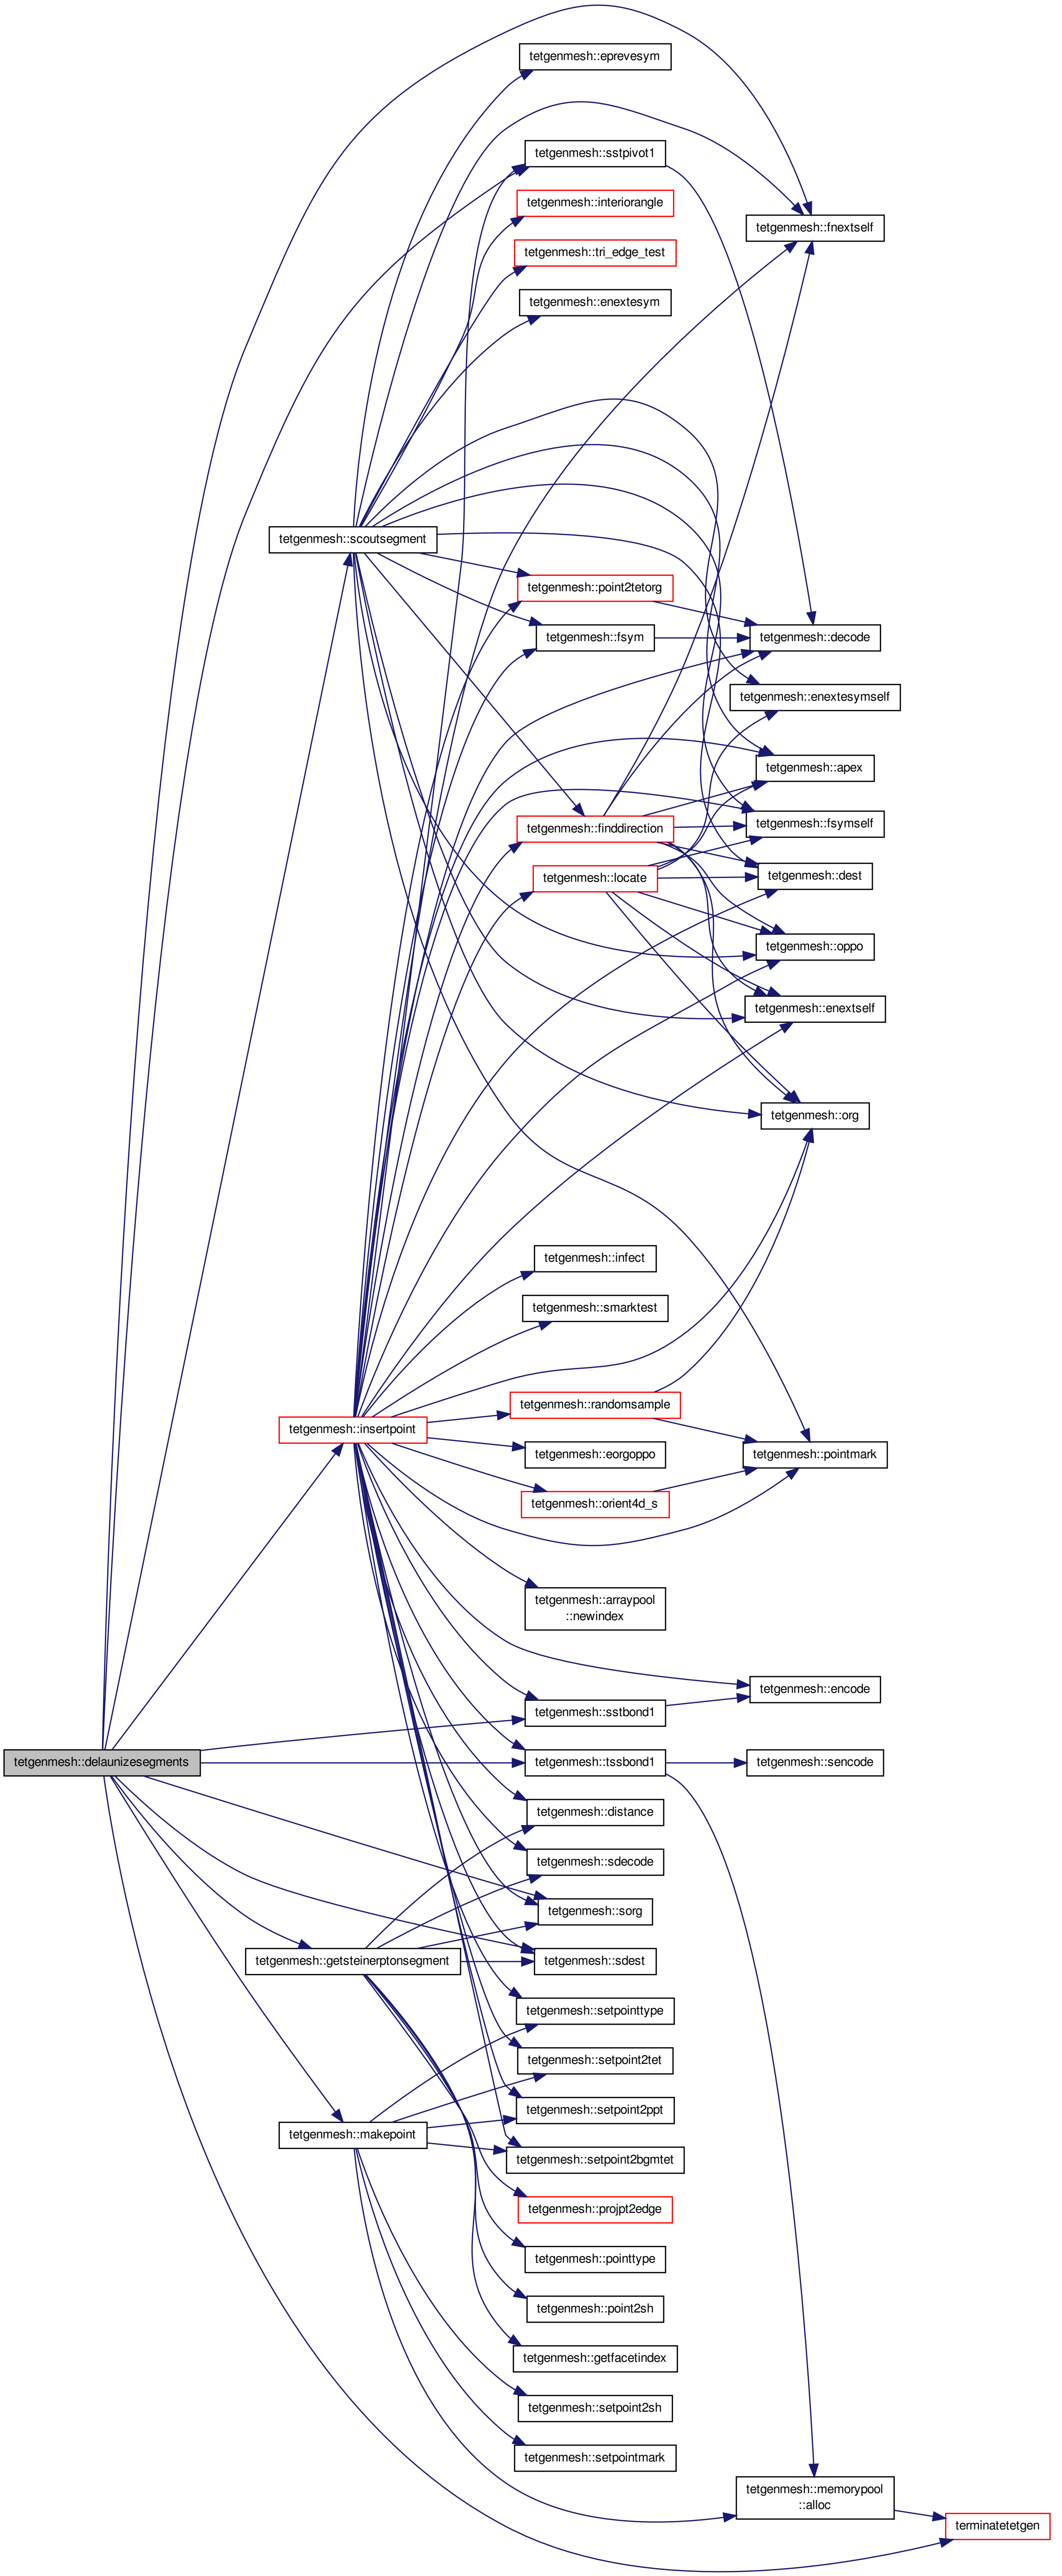 tetgenmesh::eprevesym
tetgenmesh::sstpivot1
tetgenmesh::interiorangle
tetgenmesh::fnextself
tetgenmesh::tri_edge_test
tetgenmesh::enextesym
tetgenmesh::scoutsegment
tetgenmesh::point2tetorg
tetgenmesh::fsym
tetgenmesh::decode
tetgenmesh::enextesymself
tetgenmesh::apex
tetgenmesh::finddirection
tetgenmesh::fsymself
tetgenmesh::locate
tetgenmesh::dest
tetgenmesh::oppo
tetgenmesh::enextself
tetgenmesh::org
tetgenmesh::infect
tetgenmesh::smarktest
tetgenmesh::randomsample
tetgenmesh::insertpoint
tetgenmesh::eorgoppo
tetgenmesh::pointmark
tetgenmesh::orient4d_s
tetgenmesh::arraypool
::newindex
tetgenmesh::encode
tetgenmesh::sstbond1
tetgenmesh::delaunizesegments
tetgenmesh::tssbond1
tetgenmesh::sencode
tetgenmesh::distance
tetgenmesh::sdecode
tetgenmesh::sorg
tetgenmesh::getsteinerptonsegment
tetgenmesh::sdest
tetgenmesh::setpointtype
tetgenmesh::setpoint2tet
tetgenmesh::setpoint2ppt
tetgenmesh::makepoint
tetgenmesh::setpoint2bgmtet
tetgenmesh::projpt2edge
tetgenmesh::pointtype
tetgenmesh::point2sh
tetgenmesh::getfacetindex
tetgenmesh::setpoint2sh
tetgenmesh::setpointmark
tetgenmesh::memorypool
::alloc
terminatetetgen